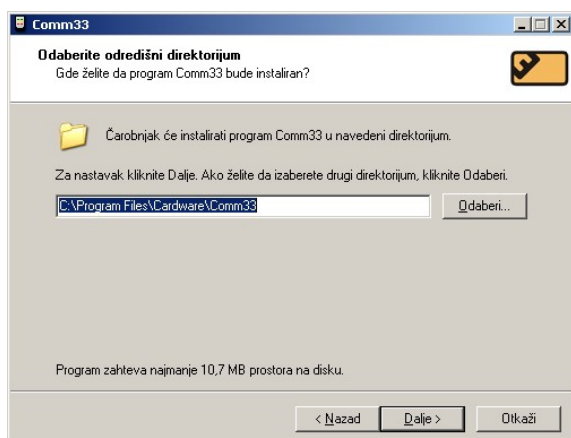 Comm33
Odaberite odredišni direktorijum
Gde želite da program Comm33 bude instaliran?
Čarobnjak će instalirati program Comm33 u navedeni direktorijum.
Za nastavak kliknite Dalje. Ako želite da izaberete drugi direktorijum, kliknite Odaberi.
C:\Program Files\Cardware\Comm33
Odaberi...
Program zahteva najmanje 10,7 MB prostora na disku.
< Nazad Dalje > Otkaži